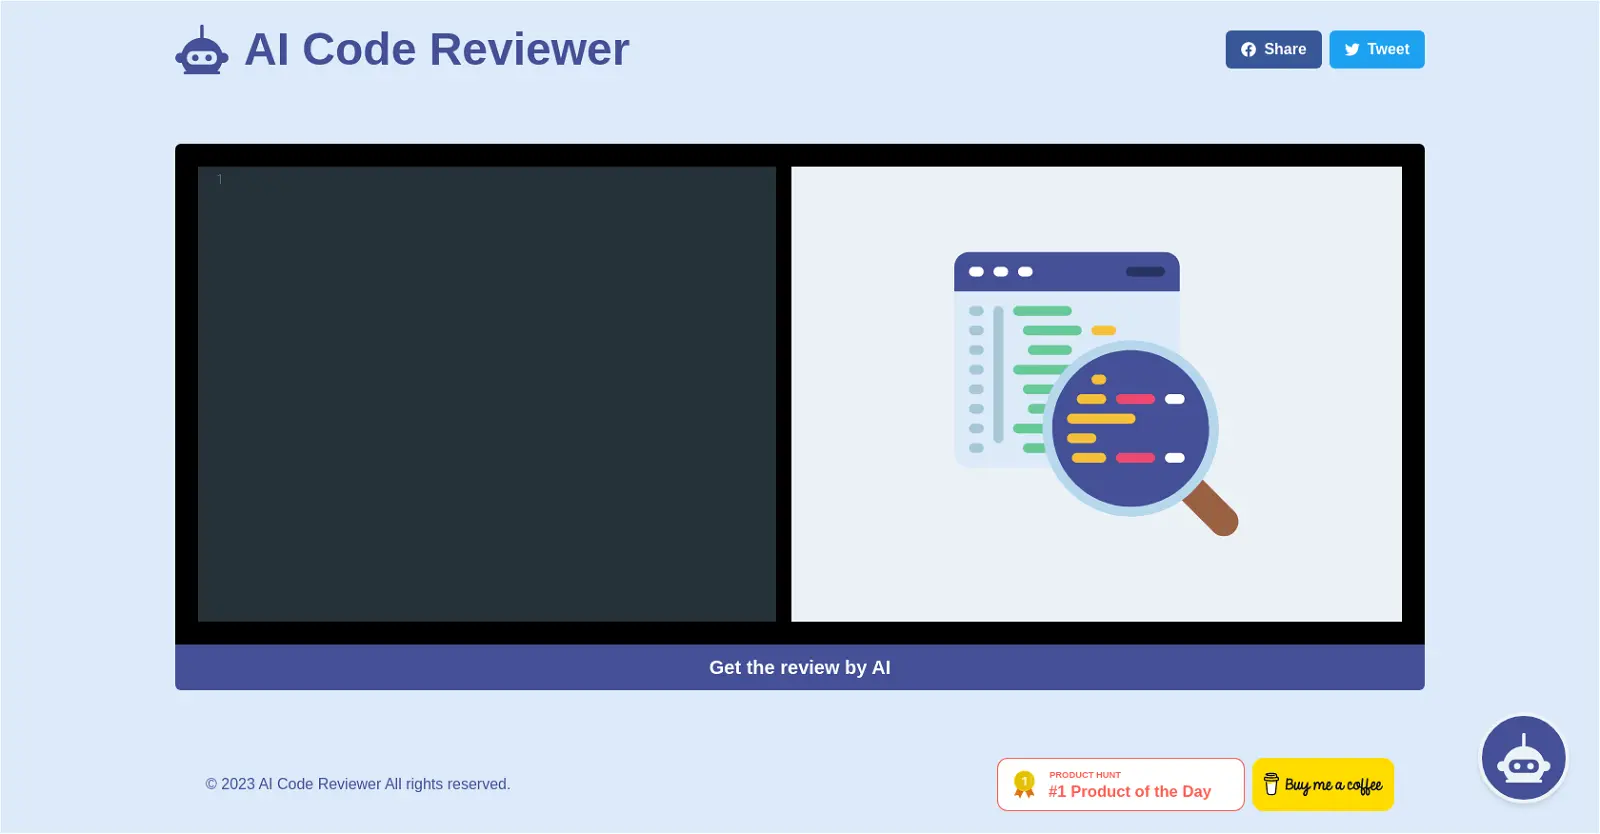 AI Code Reviewer
Share
Tweet
1
Get the review by AI
© 2023 AI Code Reviewer All rights reserved.
1
PRODUCT HUNT
#1 Product of the Day
Buy me a coffee